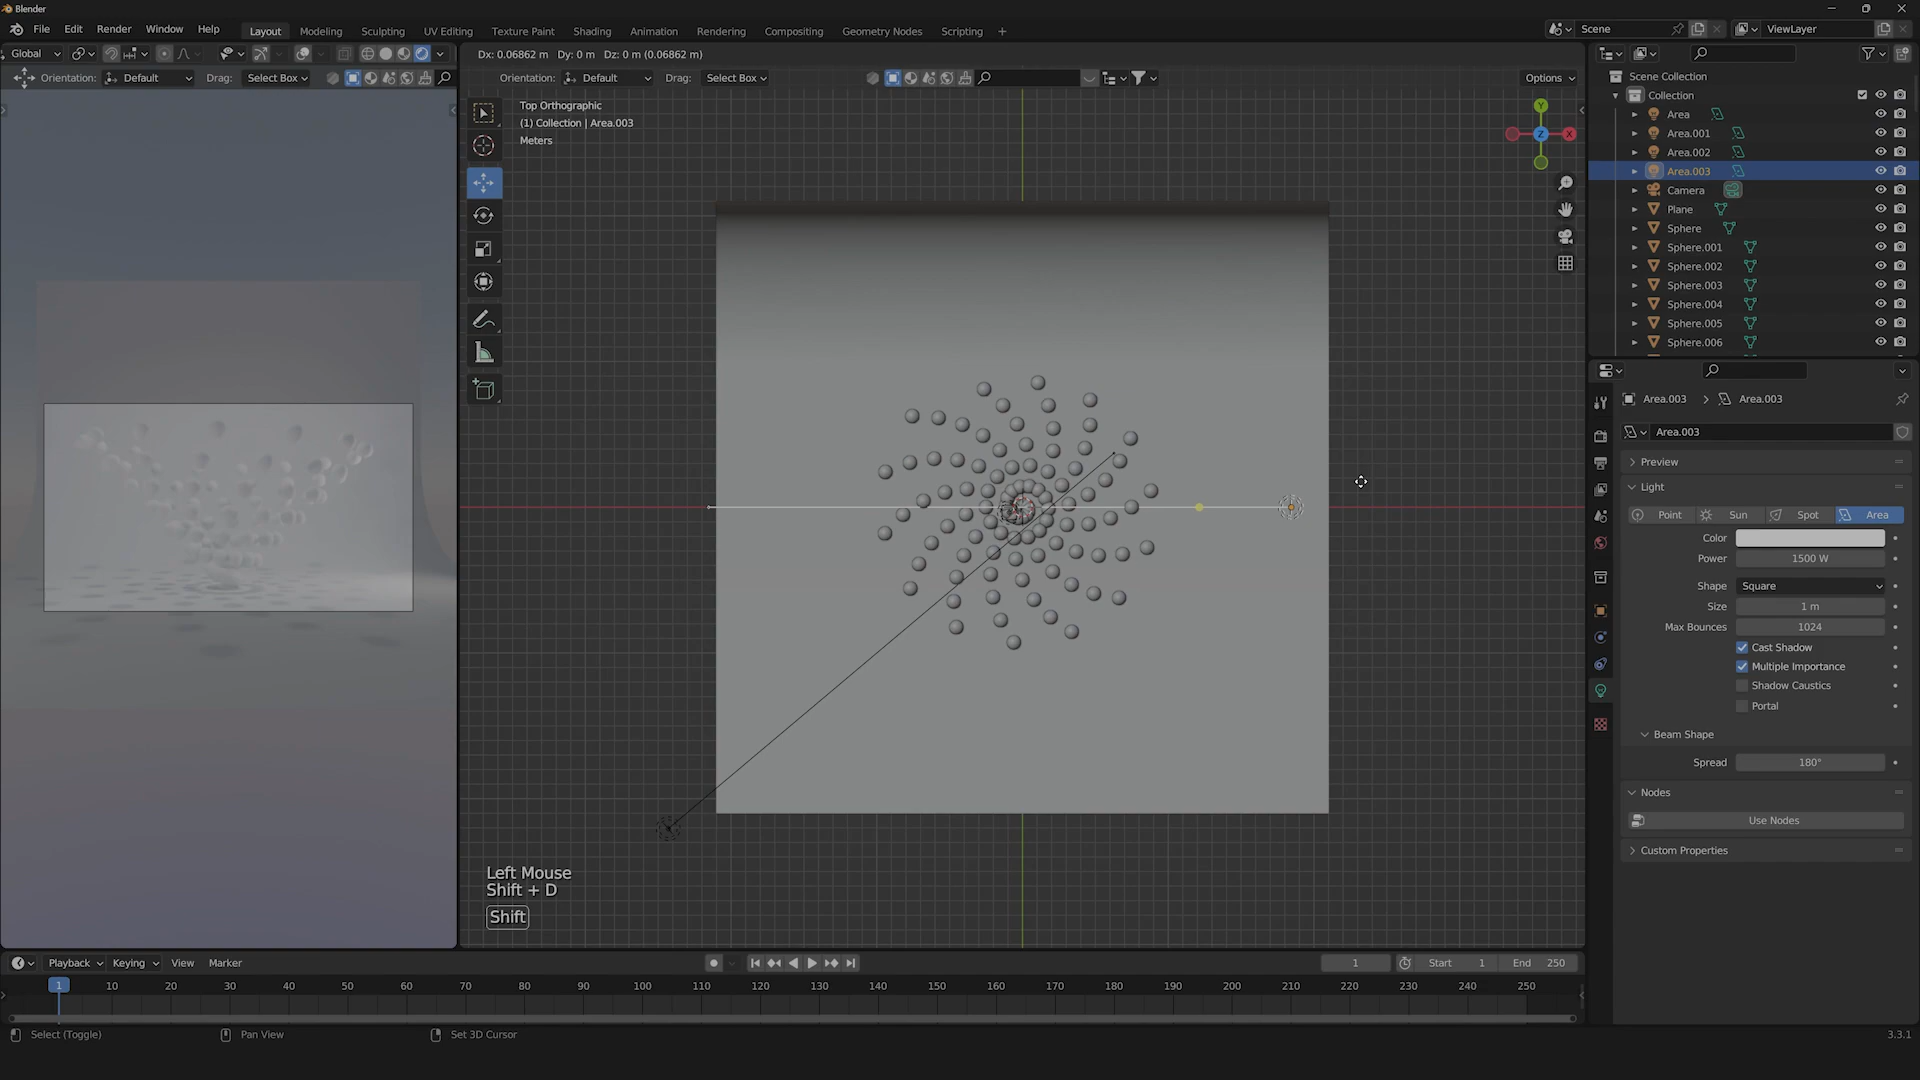 Blender
File Edit Render Window Help
Layout Modeling Sculpting UV Editing Texture Paint Shading Animation Rendering Compositing Geometry Nodes Scripting +
Scene
ViewLayer
Global
Dx: 0.06862 m Dy: 0 m Dz: 0 m (0.06862 m)
Orientation: Default Drag: Select Box
Orientation: Default Drag: Select Box
Options
Top Orthographic
(1) Collection | Area.003
Meters
Y
X
Z
Scene Collection
Collection
Area
Area.001
Area.002
Area.003
Camera
Plane
Sphere
Sphere.001
Sphere.002
Sphere.003
Sphere.004
Sphere.005
Sphere.006
Area.003 > Area.003
Area.003
Preview
Light
Point Sun Spot Area
Color
Power 1500 W
Shape Square
Size 1 m
Max Bounces 1024
Cast Shadow
Multiple Importance
Shadow Caustics
Portal
Beam Shape
Spread 180°
Nodes
Use Nodes
Custom Properties
Left Mouse
Shift + D
Shift
Playback Keying View Marker
1 Start 1 End 250
1 10 20 30 40 50 60 70 80 90 100 110 120 130 140 150 160 170 180 190 200 210 220 230 240 250
Select (Toggle) Pan View Set 3D Cursor
3.3.1